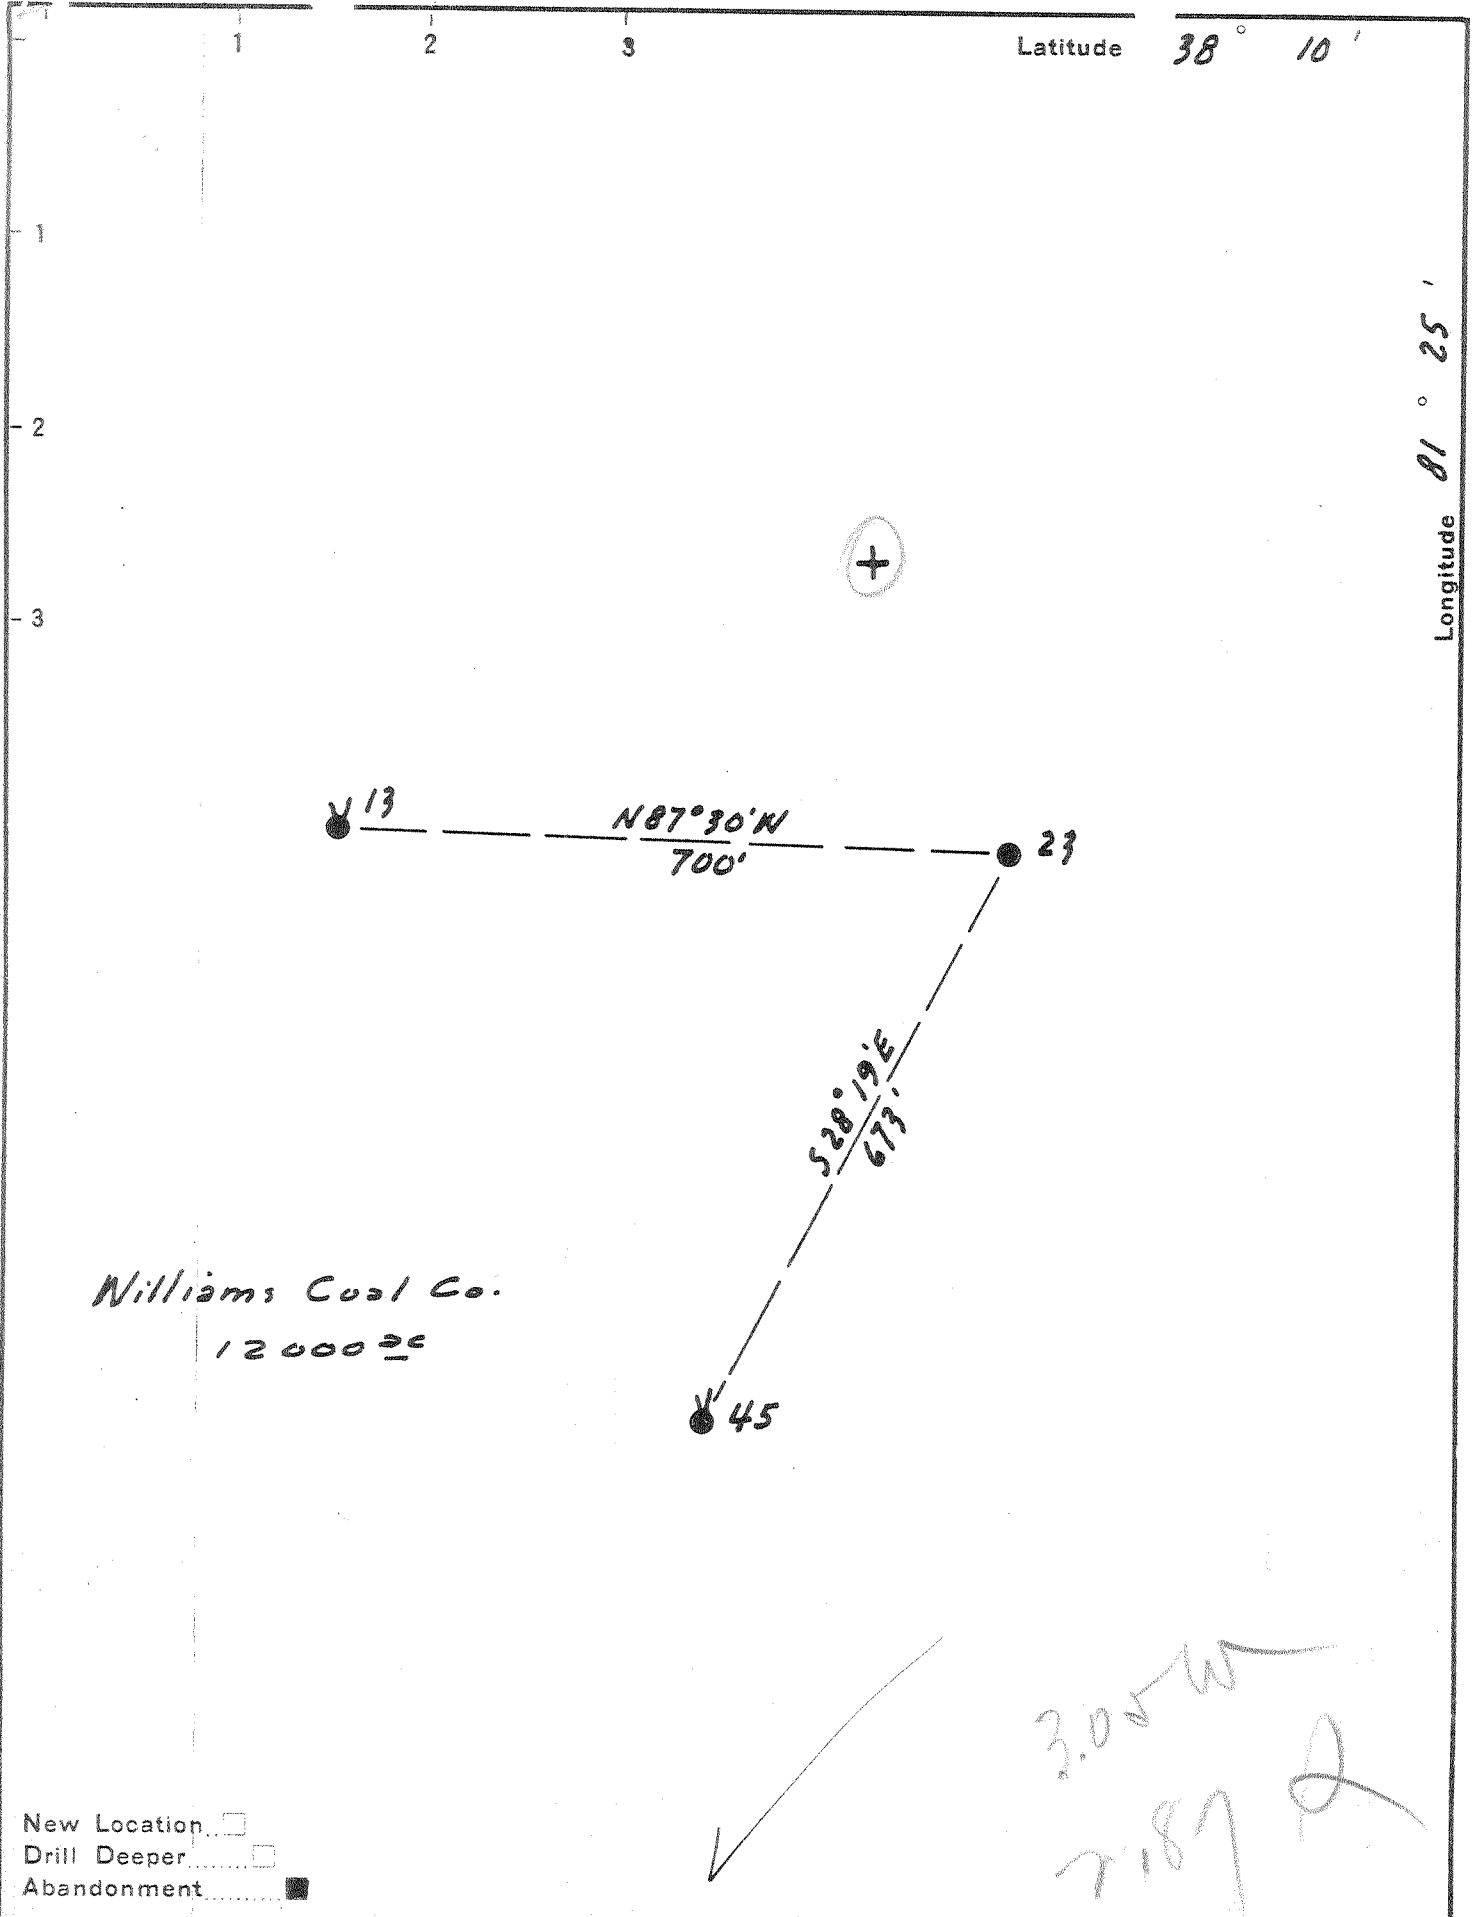 1 2 3
Latitude 38° 10'
1
2
3
Longitude 81° 25'
+
13
N87°30'W
700'
23
S28°19'E
673'
Williams Coal Co.
12000 ac
45
3.05 W
New Location
Drill Deeper
Abandonment